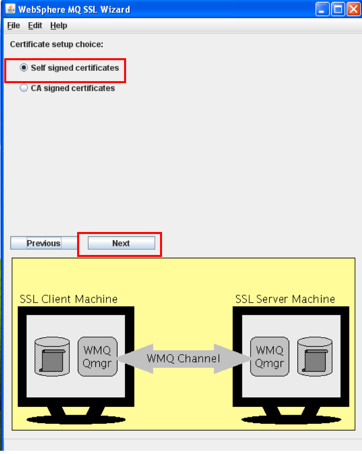 WebSphere MQ SSL Wizard
File Edit Help
Certificate setup choice:
Self signed certificates
CA signed certificates
Previous Next
SSL Client Machine SSL Server Machine
WMQ Qmgr WMQ Channel WMQ Qmgr